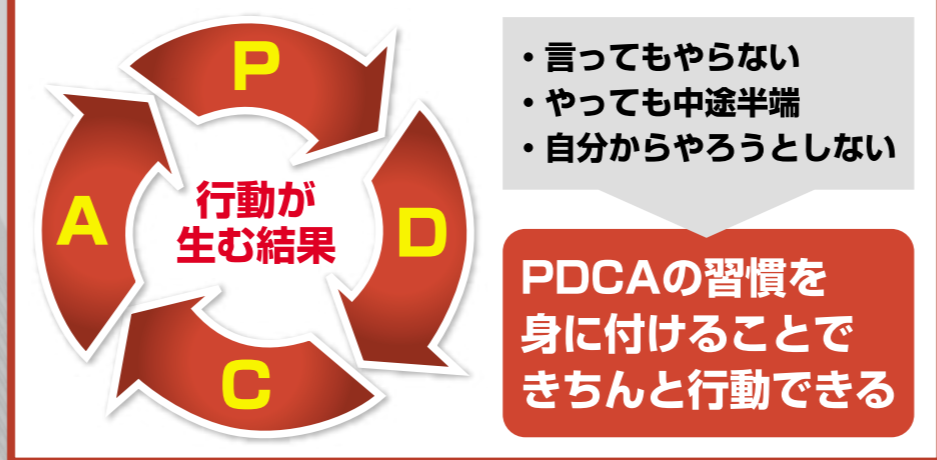 P
D
C
A
行動が
生む結果
・言ってもやらない
・やっても中途半端
・自分からやろうとしない
PDCAの習慣を
身に付けることで
きちんと行動できる